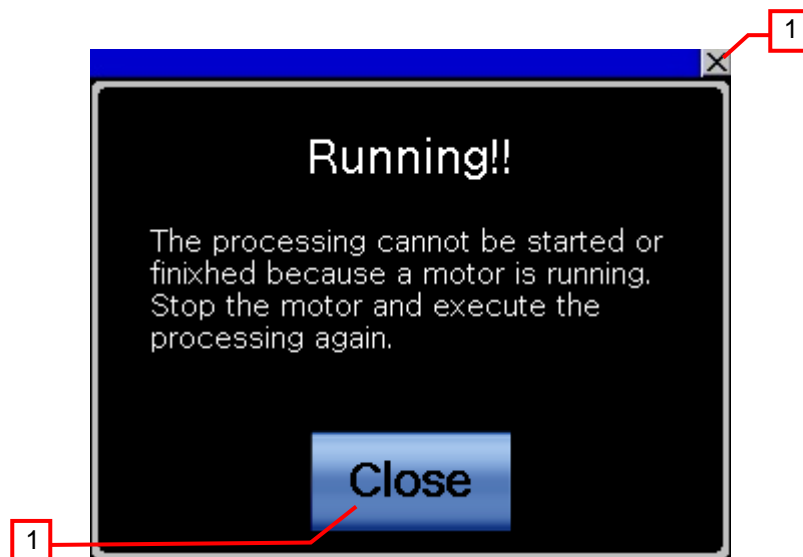 1
Running!!
The processing cannot be started or
finixhed because a motor is running.
Stop the motor and execute the
processing again.
Close
1